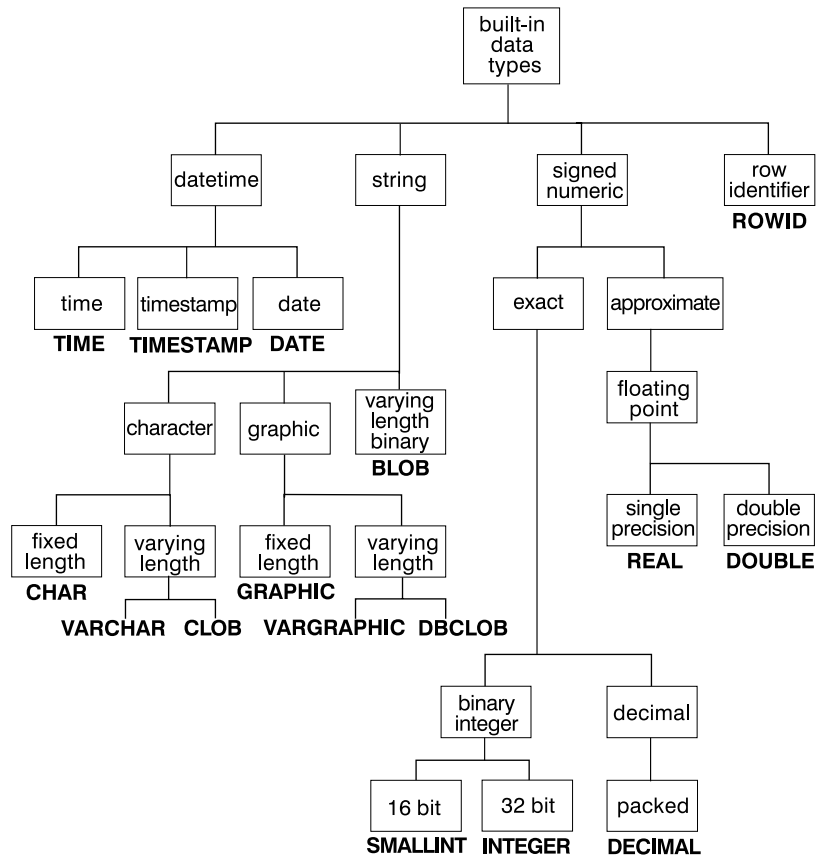 built-in
data
types
datetime
string
signed
numeric
row
identifier
ROWID
time
timestamp
date
exact
approximate
TIME
TIMESTAMP
DATE
floating
point
character
graphic
varying
length
binary
BLOB
single
precision
double
precision
REAL
DOUBLE
fixed
length
varying
length
fixed
length
varying
length
CHAR
GRAPHIC
VARCHAR
CLOB
VARGRAPHIC
DBCLOB
binary
integer
decimal
16 bit
32 bit
packed
SMALLINT
INTEGER
DECIMAL